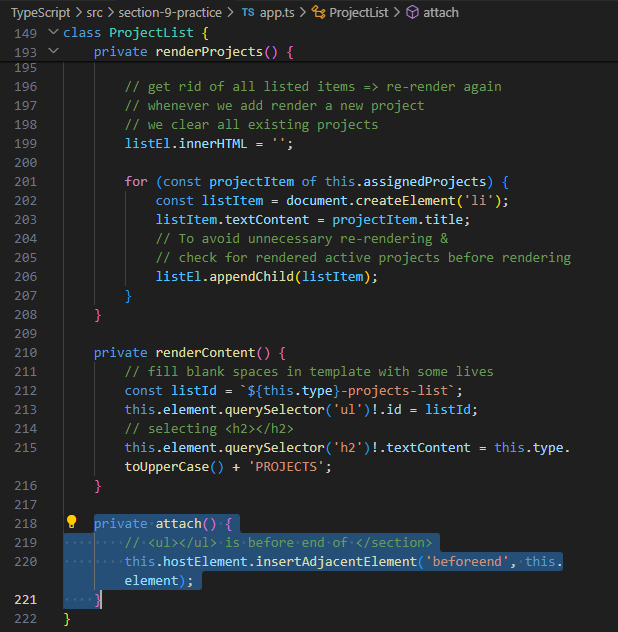 TypeScript > src > section-9-practice > TS app.ts > ProjectList > attach
149 class ProjectList {
193 private renderProjects() {
195
196 // get rid of all listed items => re-render again
197 // whenever we add render a new project
198 // we clear all existing projects
199 listEl.innerHTML = '';
200
201 for (const projectItem of this.assignedProjects) {
202 const listItem = document.createElement('li');
203 listItem.textContent = projectItem.title;
204 // To avoid unnecessary re-rendering &
205 // check for rendered active projects before rendering
206 listEl.appendChild(listItem);
207 }
208 }
209
210 private renderContent() {
211 // fill blank spaces in template with some lives
212 const listId = `${this.type}-projects-list`;
213 this.element.querySelector('ul')!.id = listId;
214 // selecting <h2></h2>
215 this.element.querySelector('h2')!.textContent = this.type.
toUpperCase() + 'PROJECTS';
216 }
217
218 private attach() {
219 // <ul></ul> is before end of </section>
220 this.hostElement.insertAdjacentElement('beforeend', this.
element);
221 }
222 }